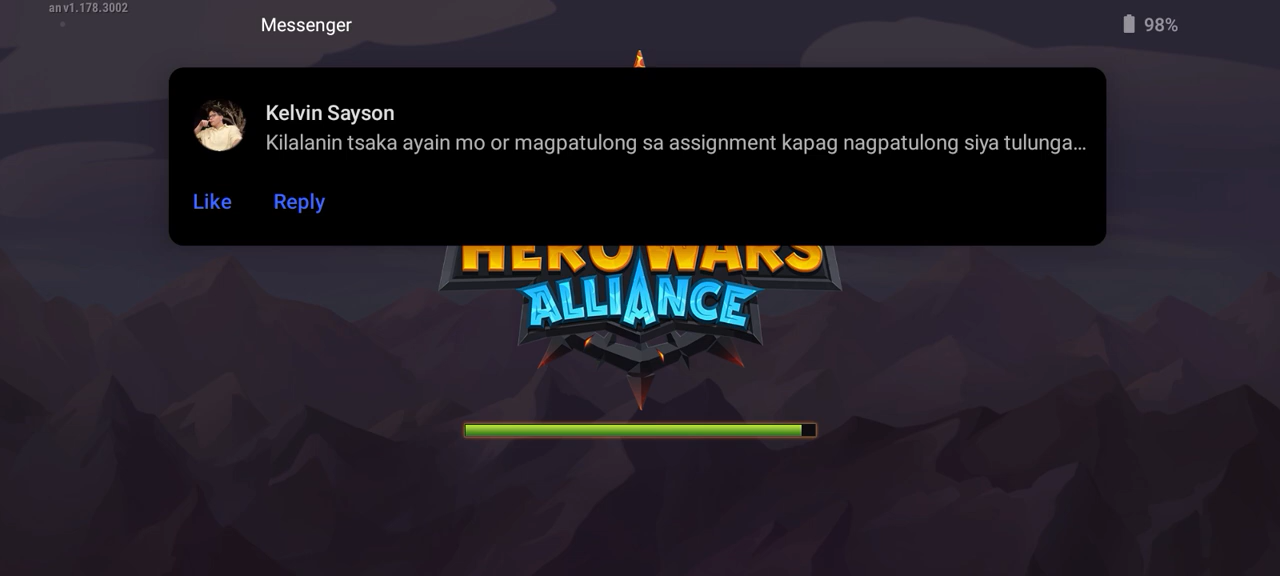 an v1.178.3002
Messenger
98%
Kelvin Sayson
Kilalanin tsaka ayain mo or magpatulong sa assignment kapag nagpatulong siya tulunga...
Like
Reply
HERO WARS
ALLIANCE